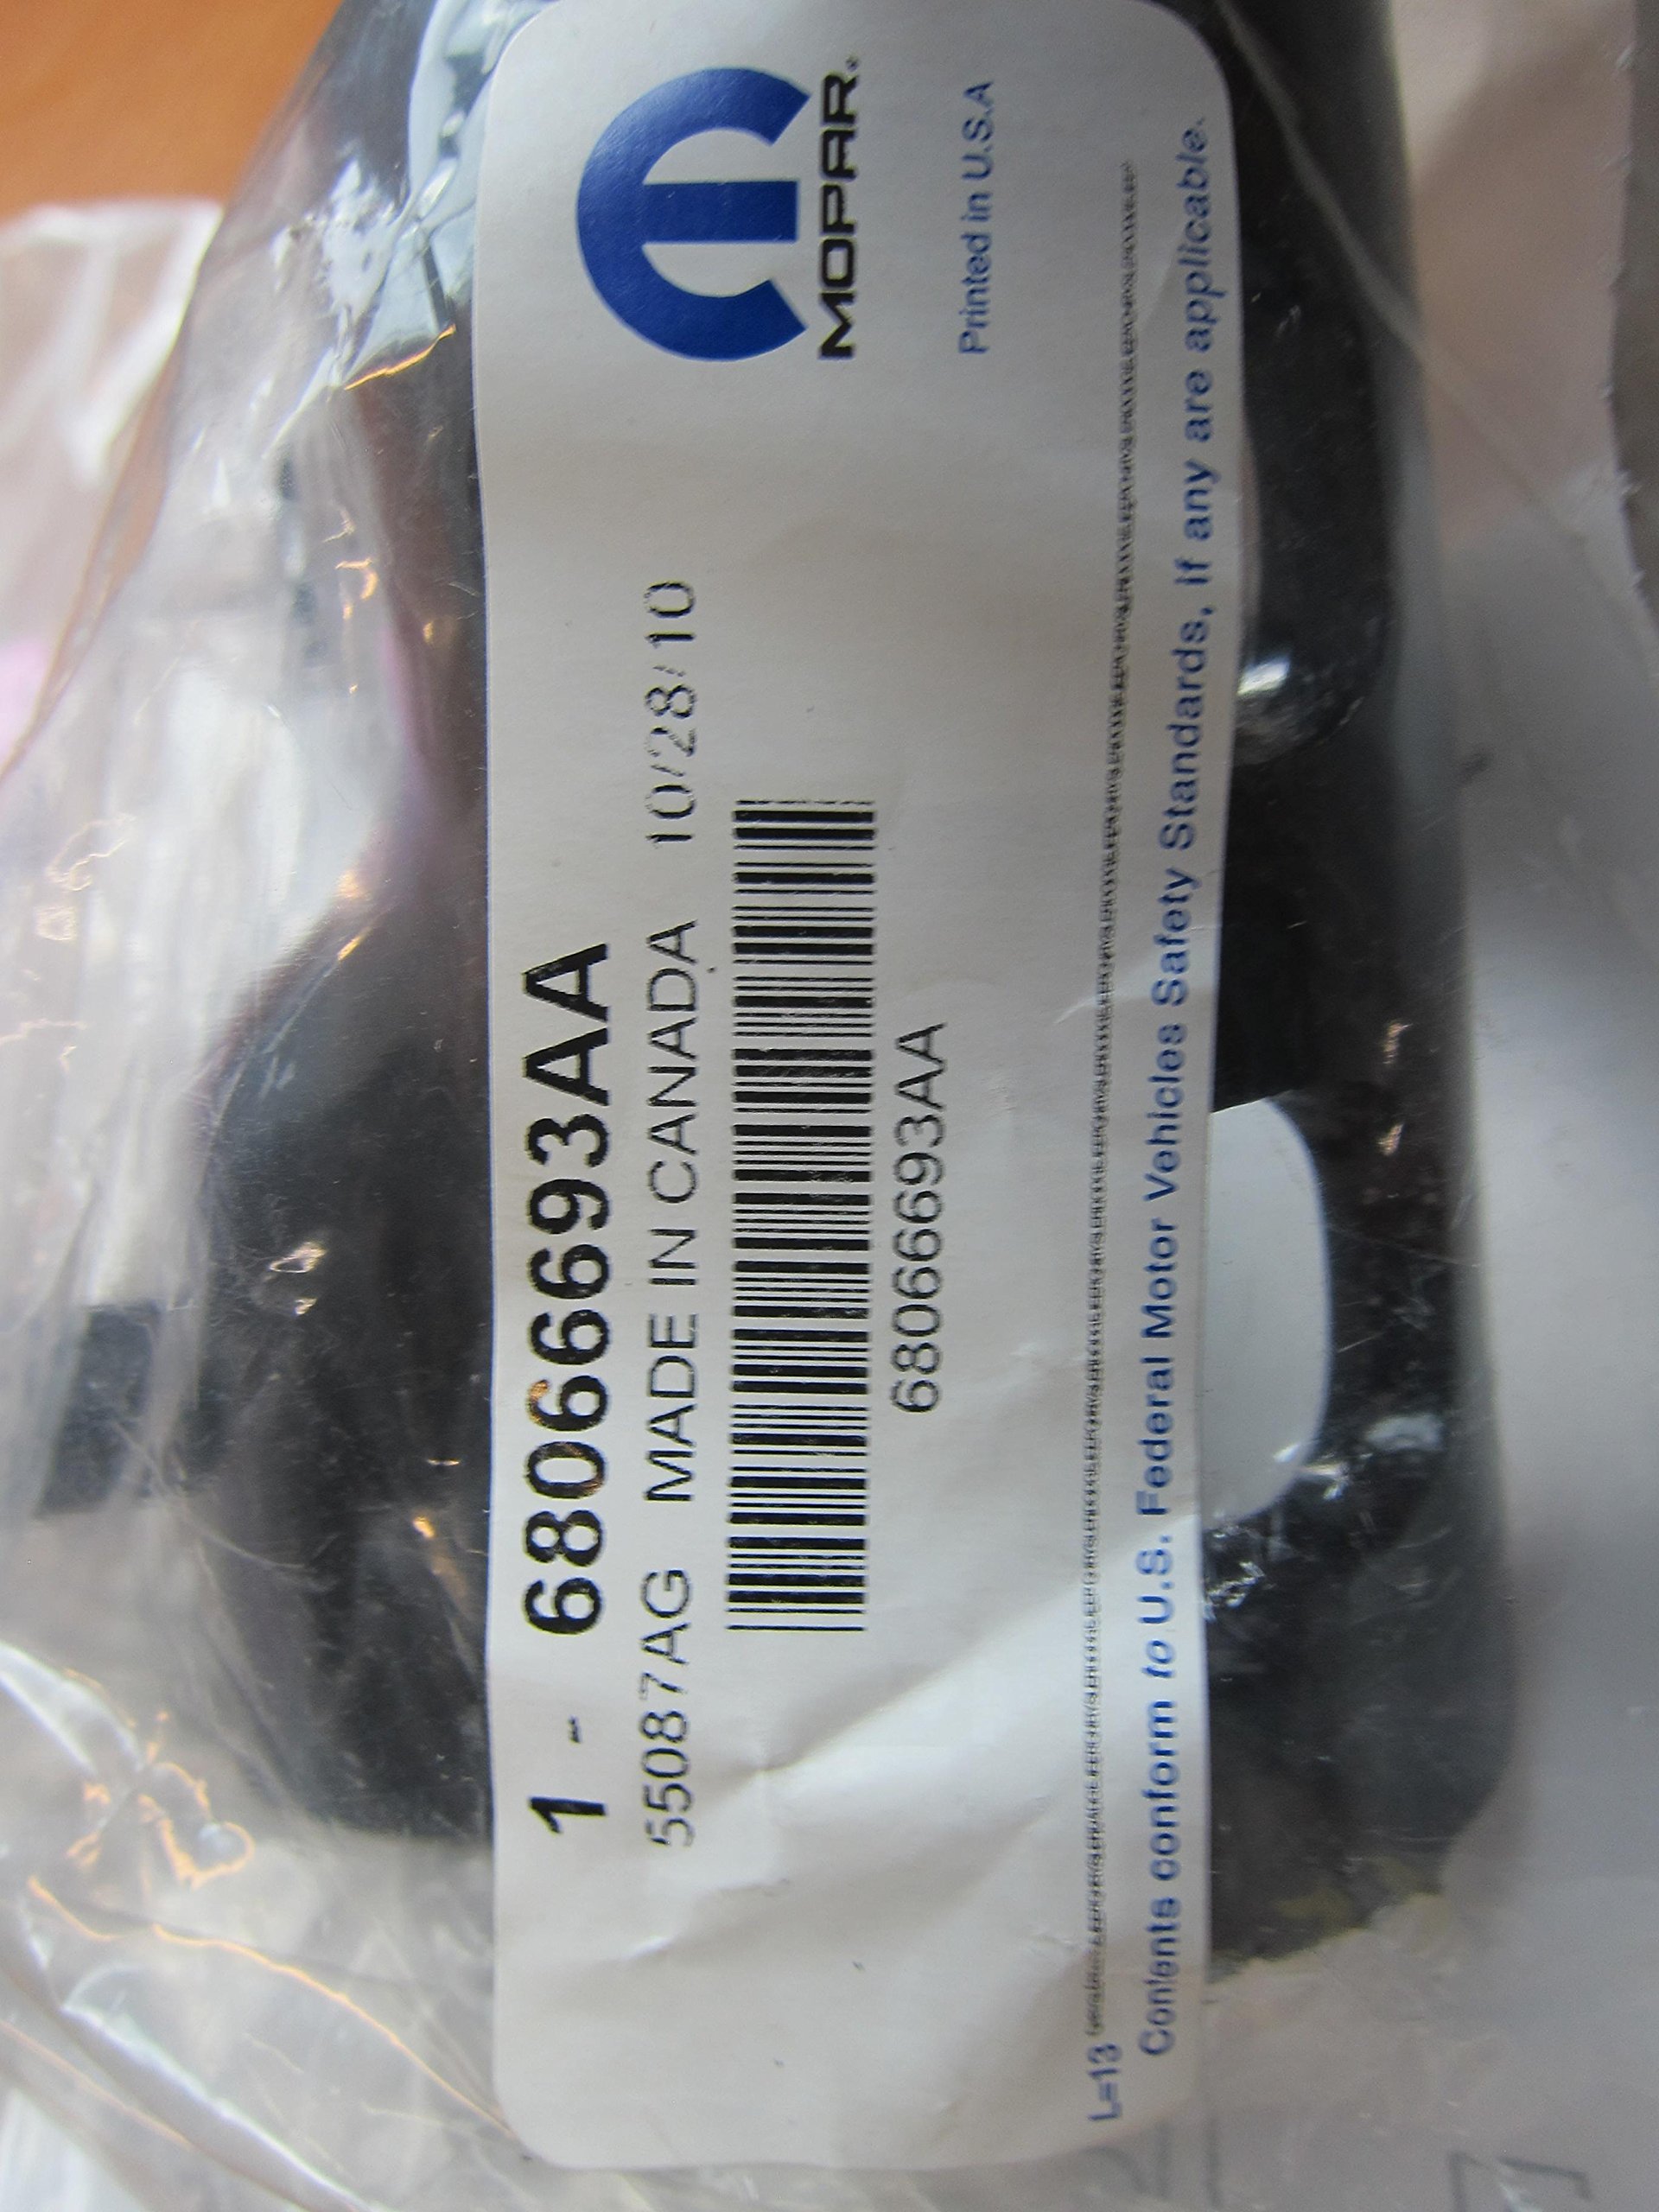 1 - 68066693AA
55087AG MADE IN CANADA 10/28/10
68066693AA
MOPAR®
Printed in U.S.A
L=13
Contents conform to U.S. Federal Motor Vehicles Safety Standards, if any are applicable.